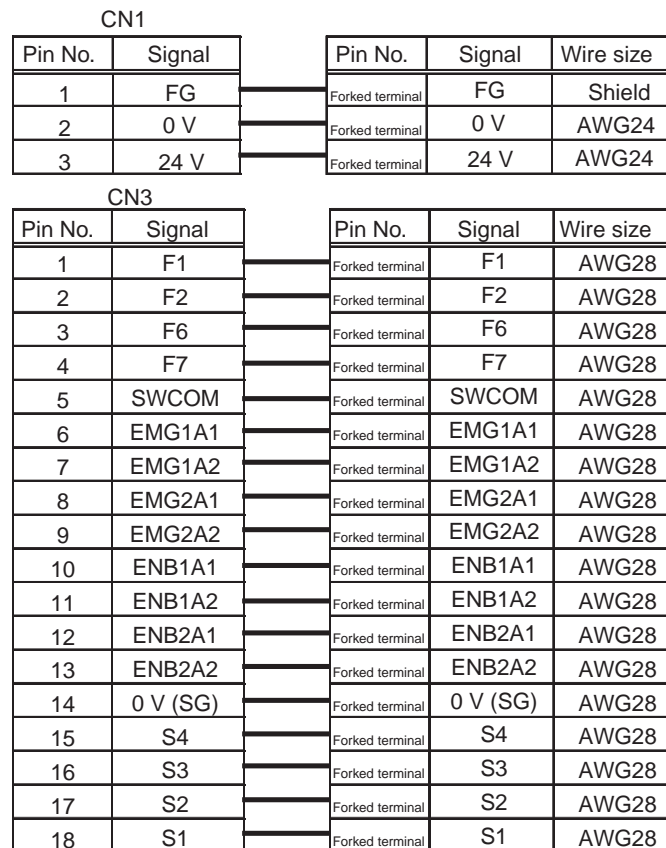 CN1
Pin No. Signal Pin No. Signal Wire size
1 FG Forked terminal FG Shield
2 0 V Forked terminal 0 V AWG24
3 24 V Forked terminal 24 V AWG24
CN3
Pin No. Signal Pin No. Signal Wire size
1 F1 Forked terminal F1 AWG28
2 F2 Forked terminal F2 AWG28
3 F6 Forked terminal F6 AWG28
4 F7 Forked terminal F7 AWG28
5 SWCOM Forked terminal SWCOM AWG28
6 EMG1A1 Forked terminal EMG1A1 AWG28
7 EMG1A2 Forked terminal EMG1A2 AWG28
8 EMG2A1 Forked terminal EMG2A1 AWG28
9 EMG2A2 Forked terminal EMG2A2 AWG28
10 ENB1A1 Forked terminal ENB1A1 AWG28
11 ENB1A2 Forked terminal ENB1A2 AWG28
12 ENB2A1 Forked terminal ENB2A1 AWG28
13 ENB2A2 Forked terminal ENB2A2 AWG28
14 0 V (SG) Forked terminal 0 V (SG) AWG28
15 S4 Forked terminal S4 AWG28
16 S3 Forked terminal S3 AWG28
17 S2 Forked terminal S2 AWG28
18 S1 Forked terminal S1 AWG28